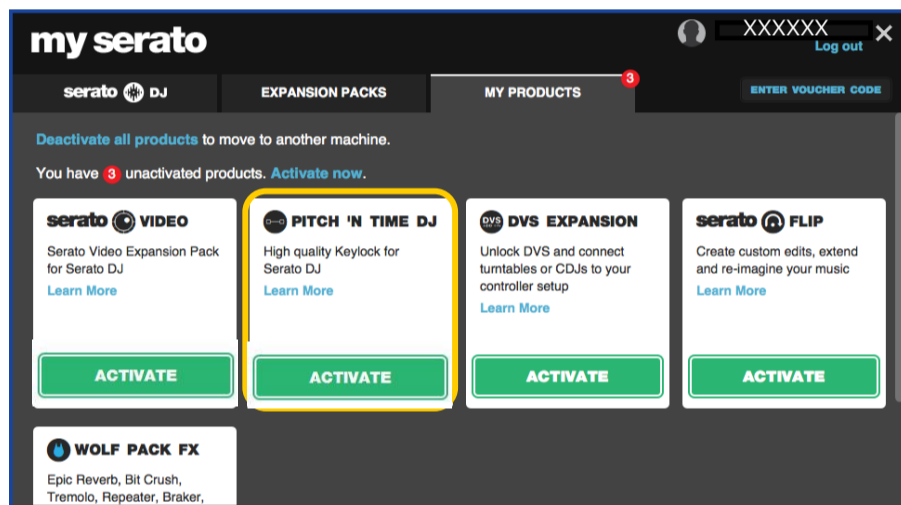 my serato
XXXXXX
Log out
serato DJ
EXPANSION PACKS
MY PRODUCTS
3
ENTER VOUCHER CODE
Deactivate all products to move to another machine.
You have 3 unactivated products. Activate now.
serato VIDEO
Serato Video Expansion Pack
for Serato DJ
Learn More
ACTIVATE
PITCH 'N TIME DJ
High quality Keylock for
Serato DJ
Learn More
ACTIVATE
DVS DVS EXPANSION
Unlock DVS and connect
turntables or CDJs to your
controller setup
Learn More
ACTIVATE
serato FLIP
Create custom edits, extend
and re-imagine your music
Learn More
ACTIVATE
WOLF PACK FX
Epic Reverb, Bit Crush,
Tremolo, Repeater, Braker,